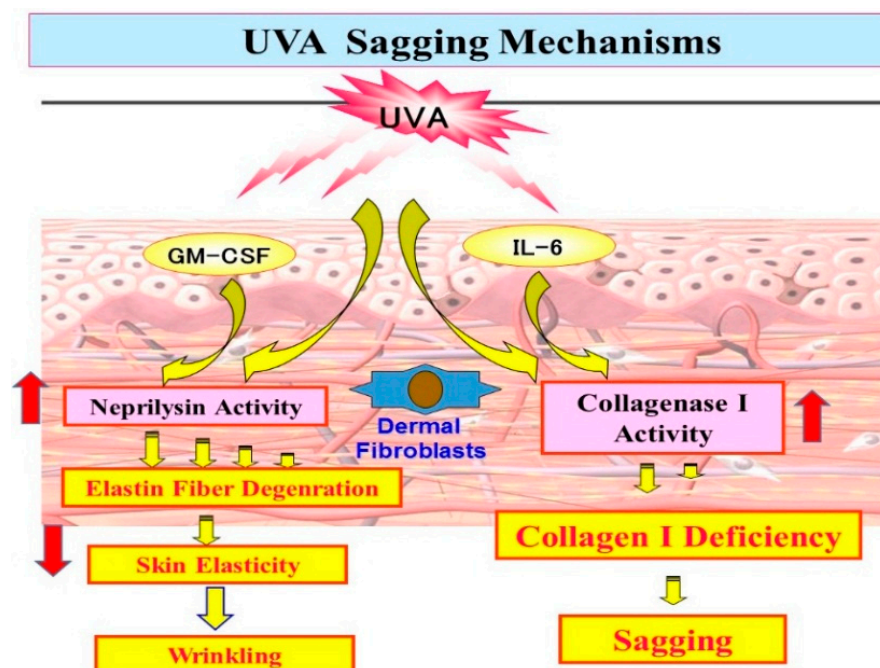 UVA Sagging Mechanisms
UVA
GM-CSF
IL-6
Neprilysin Activity
Dermal
Fibroblasts
Collagenase I
Activity
Elastin Fiber Degenration
Collagen I Deficiency
Skin Elasticity
Sagging
Wrinkling